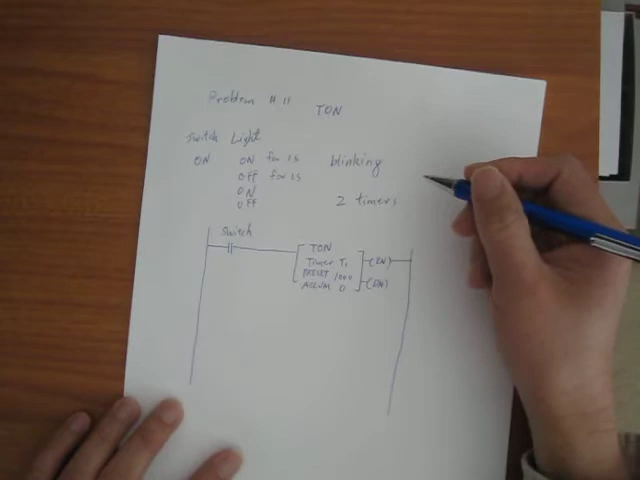 Problem # 11
TON
Switch Light
ON ON for 1s blinking
OFF for 1s
ON
OFF 2 timers
Switch
TON
Timer T1 (EN)
PRESET 1000
ACCUM 0 (DN)